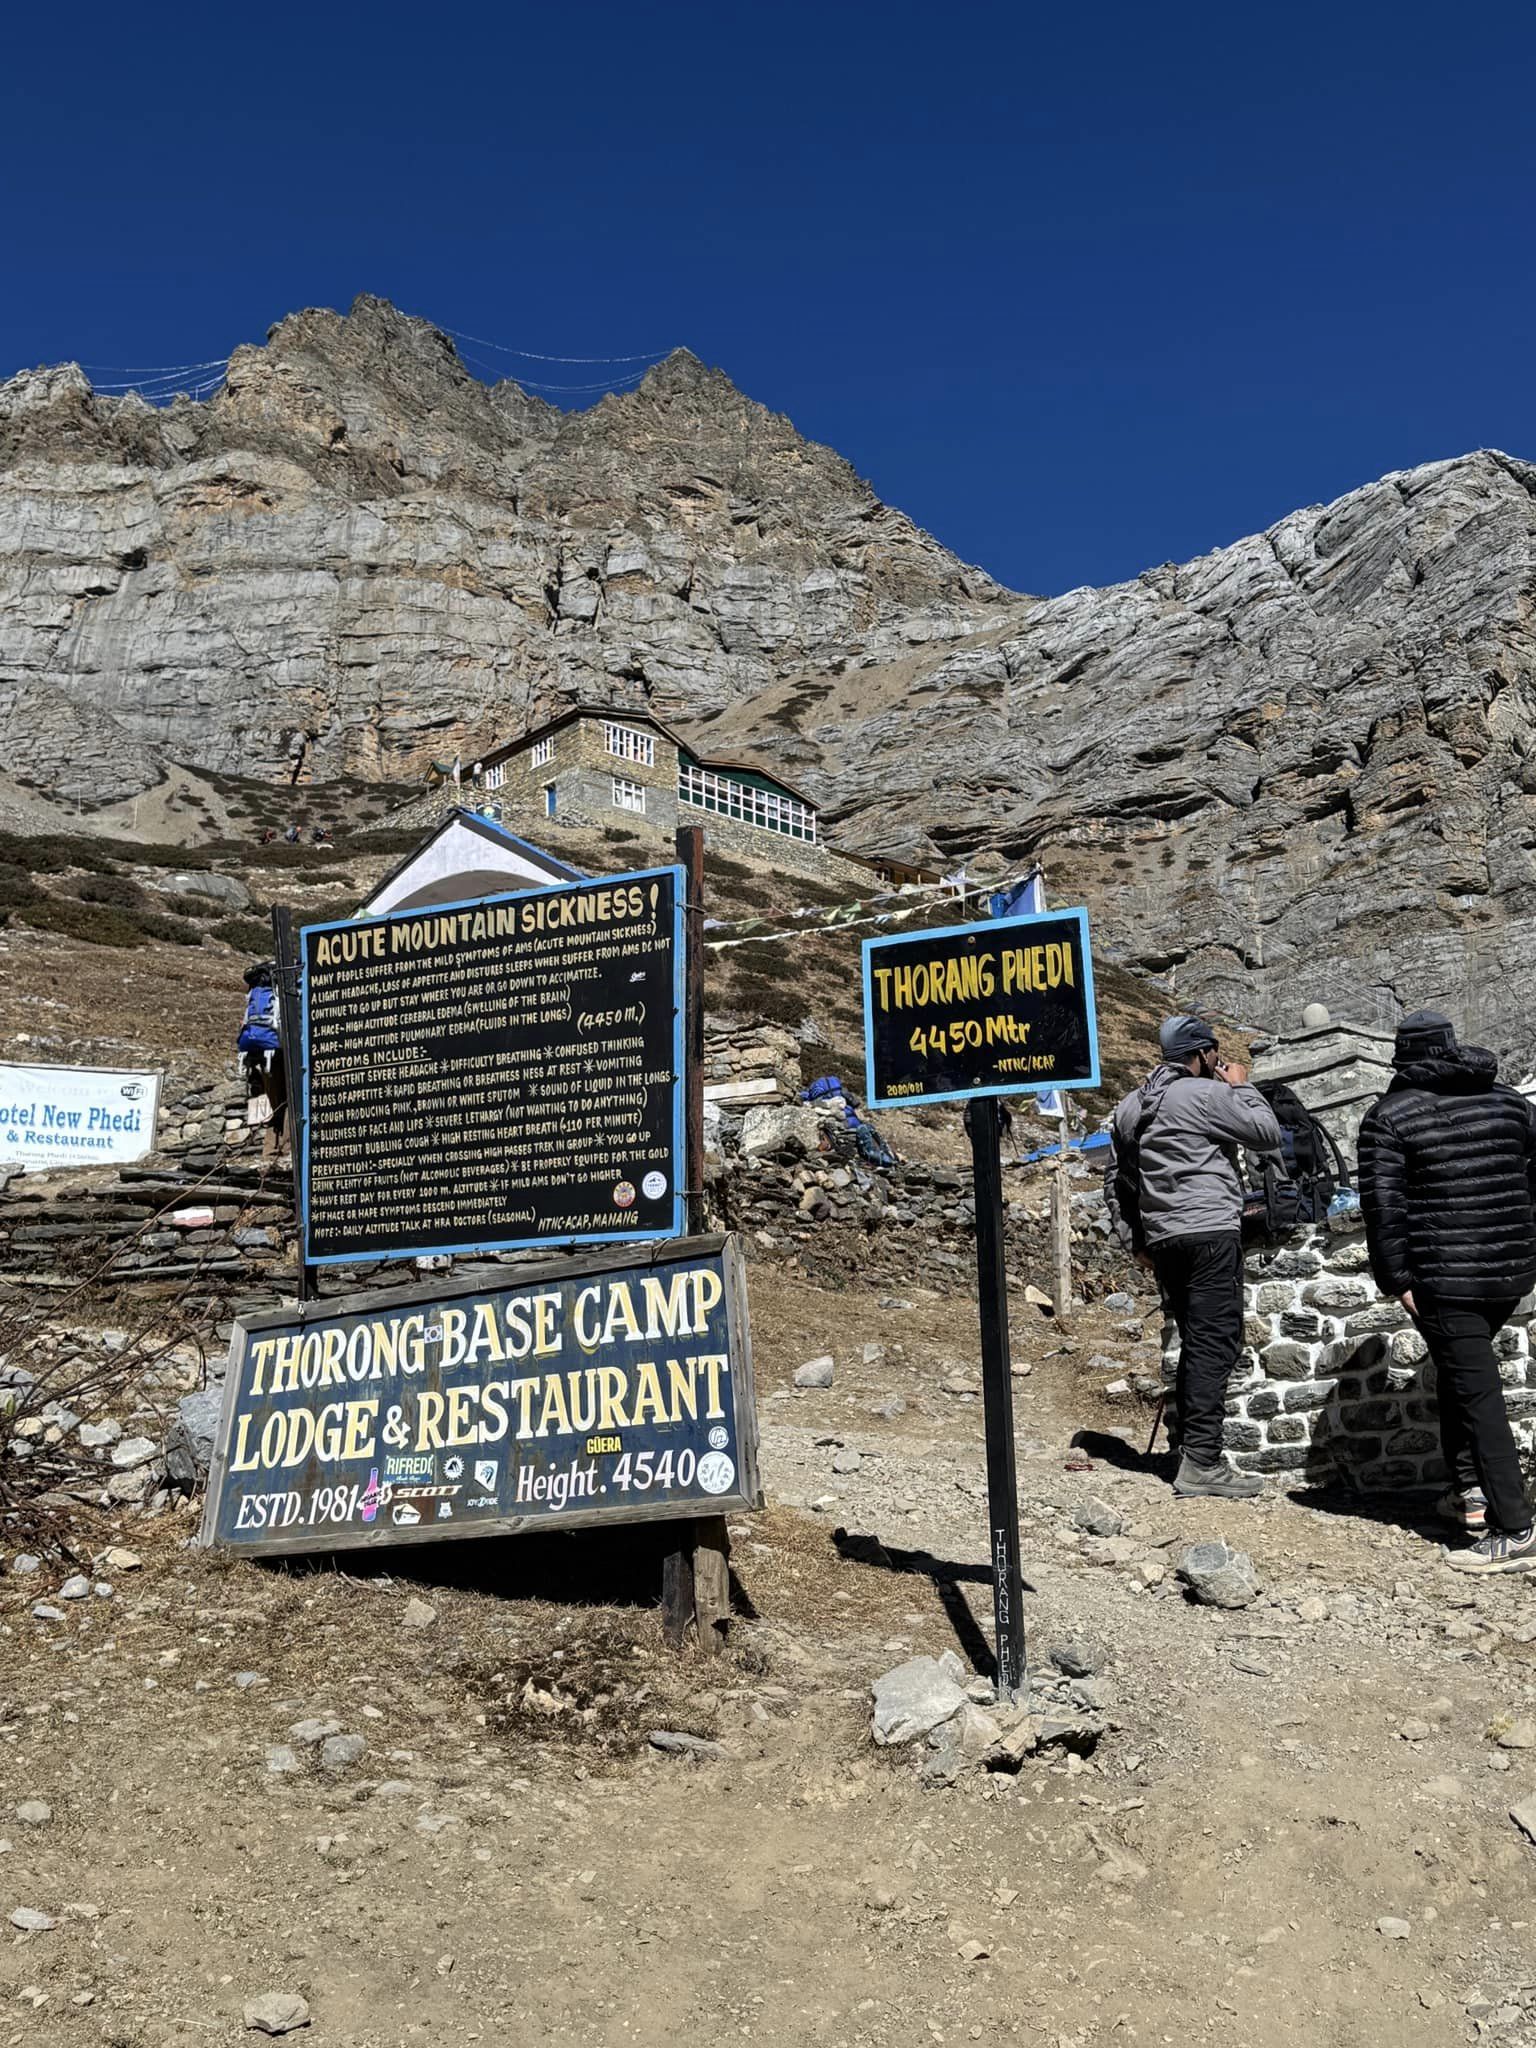 ACUTE MOUNTAIN SICKNESS!
MANY PEOPLE SUFFER FROM THE MILD SYMPTOMS OF AMS (ACUTE MOUNTAIN SICKNESS)
A LIGHT HEADACHE, LOSS OF APPETITE AND DISTURES SLEEPS WHEN SUFFER FROM AMS DC NOT
CONTINUE TO GO UP BUT STAY WHERE YOU ARE OR GO DOWN TO ACCIMATIZE.
1. HACE~ HIGH ALTITUDE CEREBRAL EDEMA (GWELLING OF THE BRAIN)
2. HAPE~ HIGH ALTITUDE PULMONARY EDEMA (FLUIDS IN THE LONGS) (4450 M.)
SYMPTOMS INCLUDE:-
*PERSISTENT SEVERE HEADACHE *DIFFICULTY BREATHING *CONFUSED THINKING
*LOSS OF APPETITE *RAPID BREATHING OR BREATHESS NESS AT REST *VOMITING
*COUGH PRODUCING PINK, BROWN OR WHITE SPUTOM *SOUND OF LIQUID IN THE LONGS
*BLUENESS OF FACE AND LIPS *SEVERE LETHARGY (NOT WANTING TO DO ANYTHING)
*PERSISTENT BUBBLING COUGH *HIGH RESTING HEART BREATH (+110 PER MINUTE)
PREVENTION:- SPECIALLY WHEN CROSSING HIGH PASSES TREK IN GROUP *YOU GO UP
DRINK PLENTY OF FRUITS (NOT ALCOHOLIC BEVERAGES) *BE PROPERLY EQUIPED FOR THE GOLD
*HAVE REST DAY FOR EVERY 1000 M. ALTITUDE *IF MILD AMS DON'T GO HIGHER
*IF HACE OR HAPE SYMPTOMS DESCEND IMMEDIATELY
NOTE:- DAILY ALTITUDE TALK AT HRA DOCTORS (SEASONAL) NTNC-ACAP, MANANG
THORANG PHEDI
4450 Mtr
-NTNC/ACAP
2080/081
THORANG PHEDI
WiFi
otel New Phedi
& Restaurant
THORONG BASE CAMP
LODGE & RESTAURANT
GÜERA
RIFREDI
ESTD. 1981
SCOTT
JOY RIDE
Height. 4540